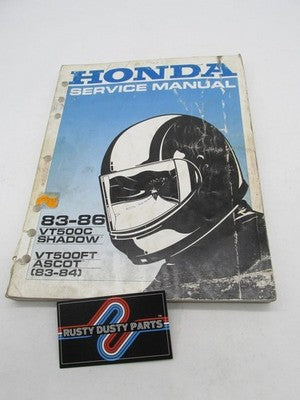 HONDA
SERVICE MANUAL
83-86
VT500C
SHADOW
VT500FT
ASCOT
(83-84)
RUSTY DUSTY PARTS